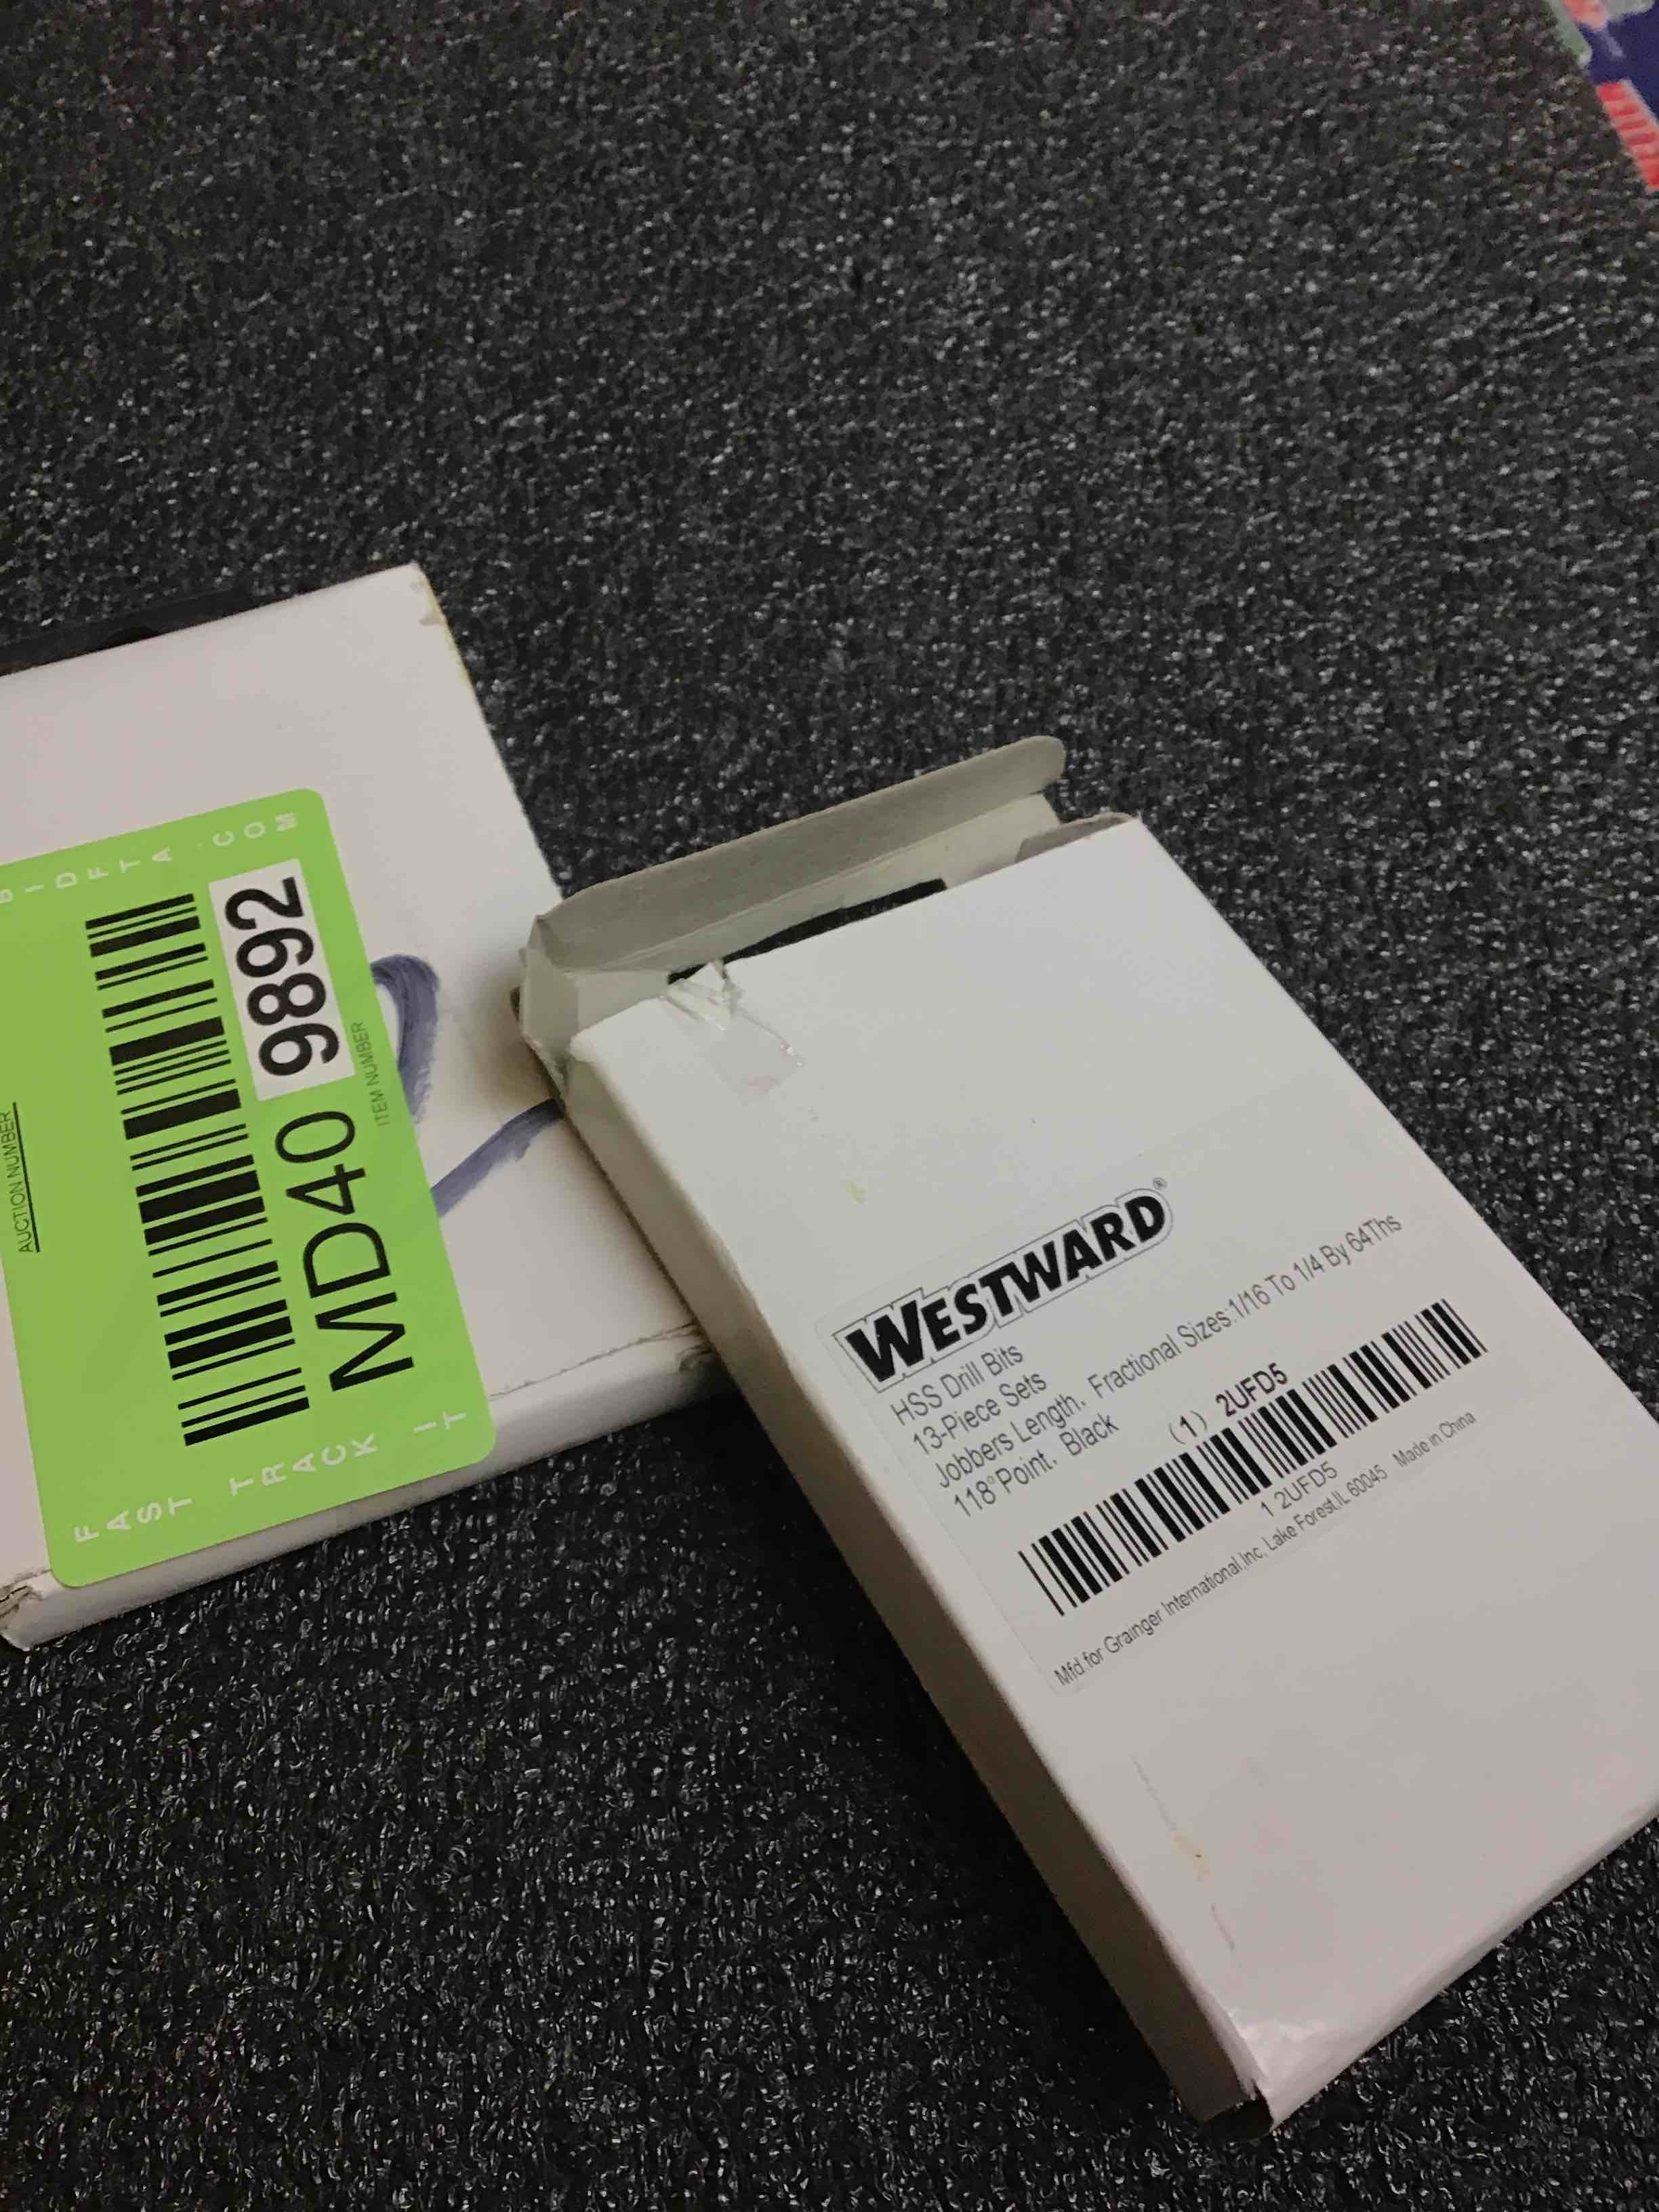 BIDFTA.COM
AUCTION NUMBER
MD40 9892
ITEM NUMBER
FAST TRACK IT
WESTWARD®
HSS Drill Bits
13-Piece Sets
Jobbers Length, Fractional Sizes:1/16 To 1/4 By 64Ths
118°Point, Black
(1) 2UFD5
1 2UFD5
Mfd.for Grainger International,Inc, Lake Forest,IL 60045 Made in China